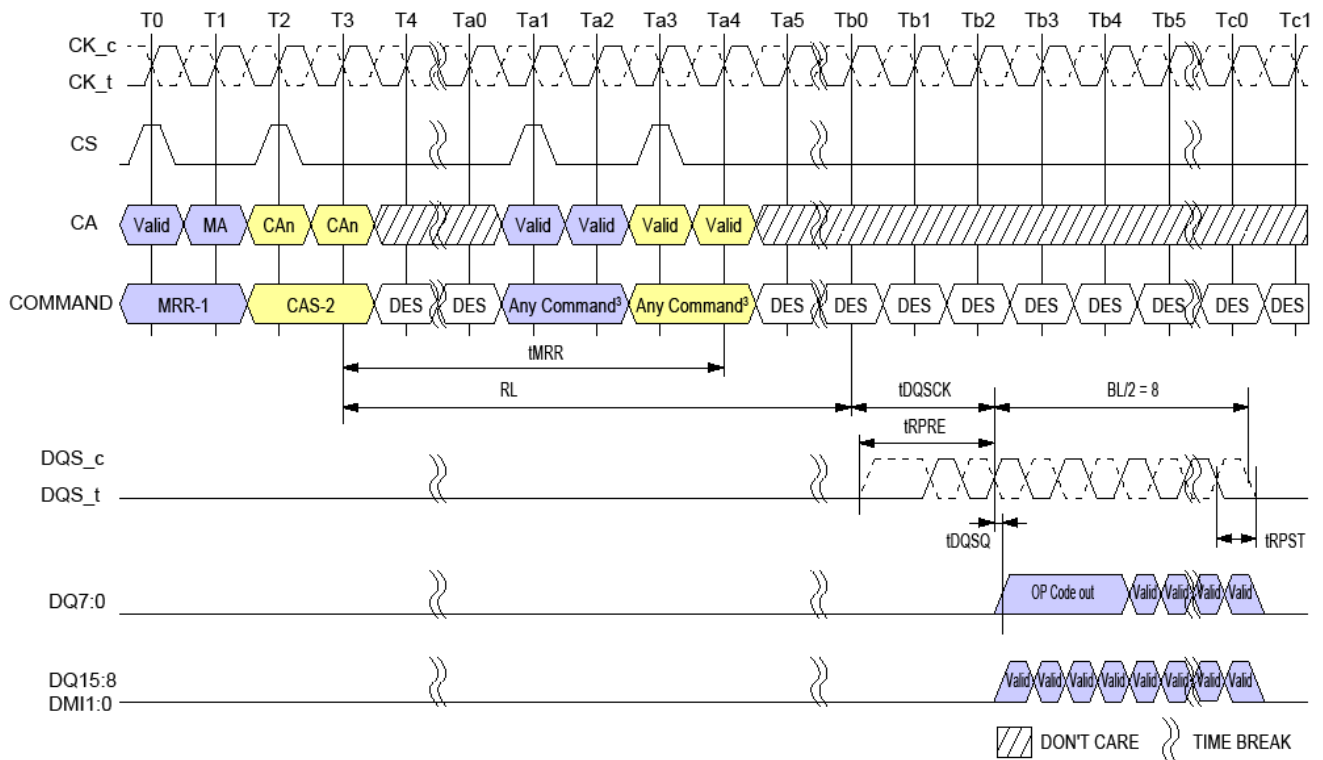 T0 T1 T2 T3 T4 Ta0 Ta1 Ta2 Ta3 Ta4 Ta5 Tb0 Tb1 Tb2 Tb3 Tb4 Tb5 Tc0 Tc1
CK_c
CK_t
CS
CA Valid MA CAn CAn Valid Valid Valid Valid
COMMAND MRR-1 CAS-2 DES DES Any Command³ Any Command³ DES DES DES DES DES DES DES DES DES
tMRR
RL tDQSCK BL/2 = 8
tRPRE
DQS_c
DQS_t
tDQSQ tRPST
DQ7:0 OP Code out Valid Valid Valid Valid
DQ15:8 Valid Valid Valid Valid Valid Valid Valid Valid
DMI1:0
DON'T CARE TIME BREAK